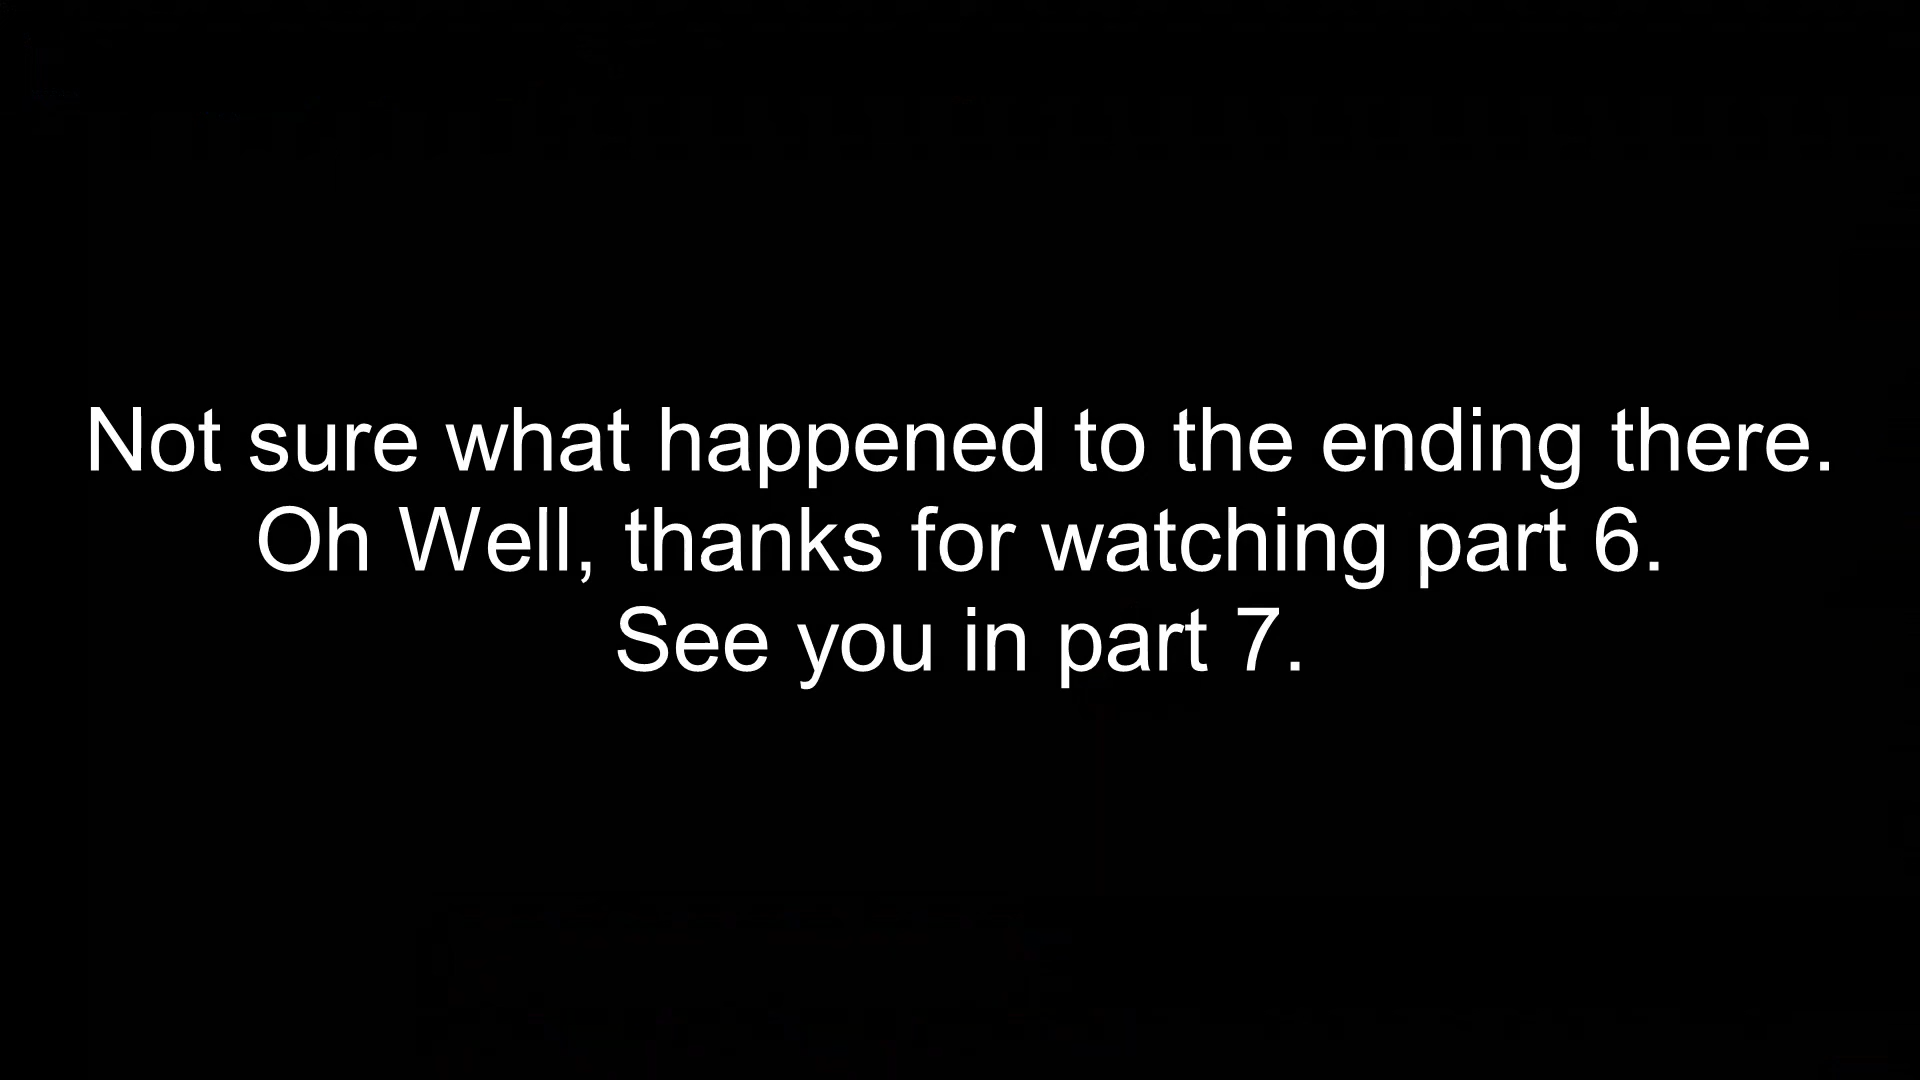 Not sure what happened to the ending there.
Oh Well, thanks for watching part 6.
See you in part 7.